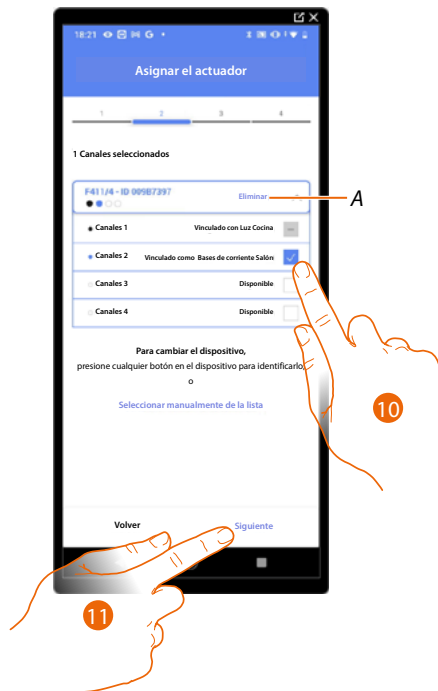 18:21
Asignar el actuador
1 2 3 4
1 Canales seleccionados
F411/4 - ID 009B7397
Eliminar
A
Canales 1 Vinculado con Luz Cocina
Canales 2 Vinculado como Bases de corriente Salón
Canales 3 Disponible
Canales 4 Disponible
Para cambiar el dispositivo,
presione cualquier botón en el dispositivo para identificarlo,
o
Seleccionar manualmente de la lista
10
Volver Siguiente
11